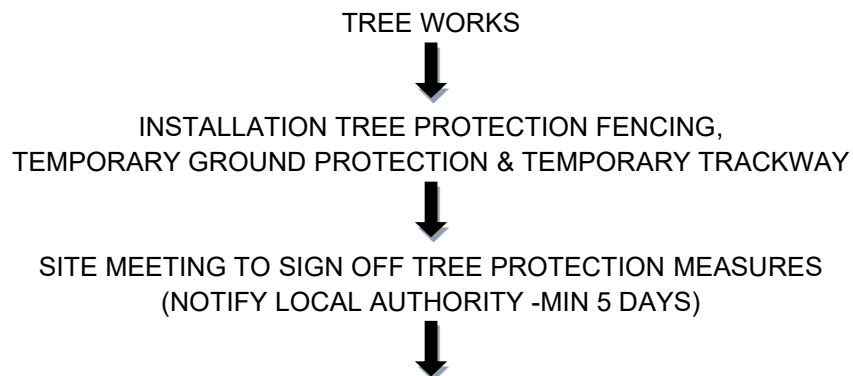 TREE WORKS
INSTALLATION TREE PROTECTION FENCING,
TEMPORARY GROUND PROTECTION & TEMPORARY TRACKWAY
SITE MEETING TO SIGN OFF TREE PROTECTION MEASURES
(NOTIFY LOCAL AUTHORITY -MIN 5 DAYS)